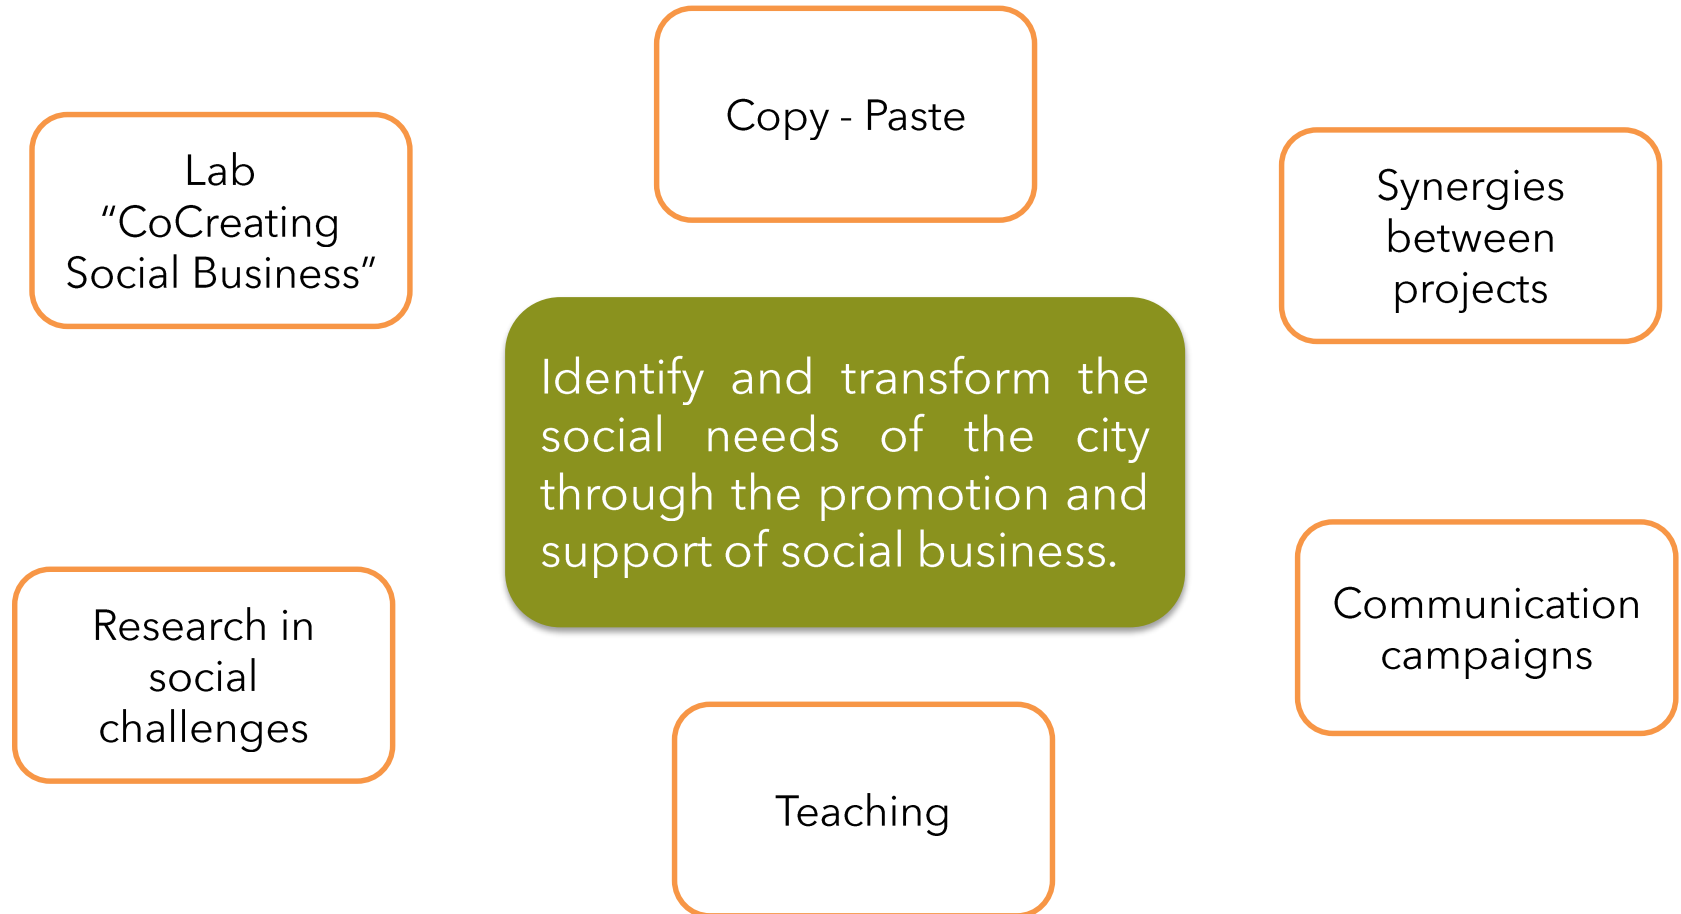 Copy - Paste
Lab
“CoCreating
Social Business”
Synergies
between
projects
Identify and transform the
social needs of the city
through the promotion and
support of social business.
Research in
social
challenges
Communication
campaigns
Teaching